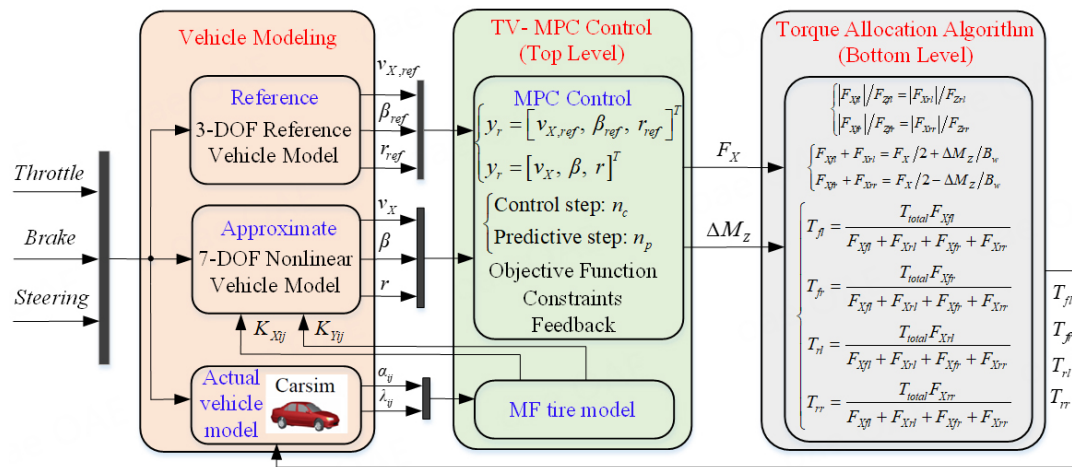 Throttle
Brake
Steering
Vehicle Modeling
Reference
3-DOF Reference
Vehicle Model
v_{X,ref}
β_{ref}
r_{ref}
Approximate
7-DOF Nonlinear
Vehicle Model
v_X
β
r
K_{Xij}
K_{Yij}
Actual
vehicle
model
Carsim
α_{ij}
λ_{ij}
TV- MPC Control
(Top Level)
MPC Control
y_r = [v_{X,ref}, β_{ref}, r_{ref}]^T
y_r = [v_X, β, r]^T
Control step: n_c
Predictive step: n_p
Objective Function
Constraints
Feedback
MF tire model
F_X
ΔM_Z
Torque Allocation Algorithm
(Bottom Level)
|F_{Xfl}|/F_{Zfl} = |F_{Xrl}|/F_{Zrl}
|F_{Xfr}|/F_{Zfr} = |F_{Xrr}|/F_{Zrr}
F_{Xfl} + F_{Xrl} = F_X/2 + ΔM_Z/B_w
F_{Xfr} + F_{Xrr} = F_X/2 − ΔM_Z/B_w
T_{fl} = T_{total}F_{Xfl} / F_{Xfl} + F_{Xrl} + F_{Xfr} + F_{Xrr}
T_{fr} = T_{total}F_{Xfr} / F_{Xfl} + F_{Xrl} + F_{Xfr} + F_{Xrr}
T_{rl} = T_{total}F_{Xrl} / F_{Xfl} + F_{Xrl} + F_{Xfr} + F_{Xrr}
T_{rr} = T_{total}F_{Xrr} / F_{Xfl} + F_{Xrl} + F_{Xfr} + F_{Xrr}
T_{fl}
T_{fr}
T_{rl}
T_{rr}